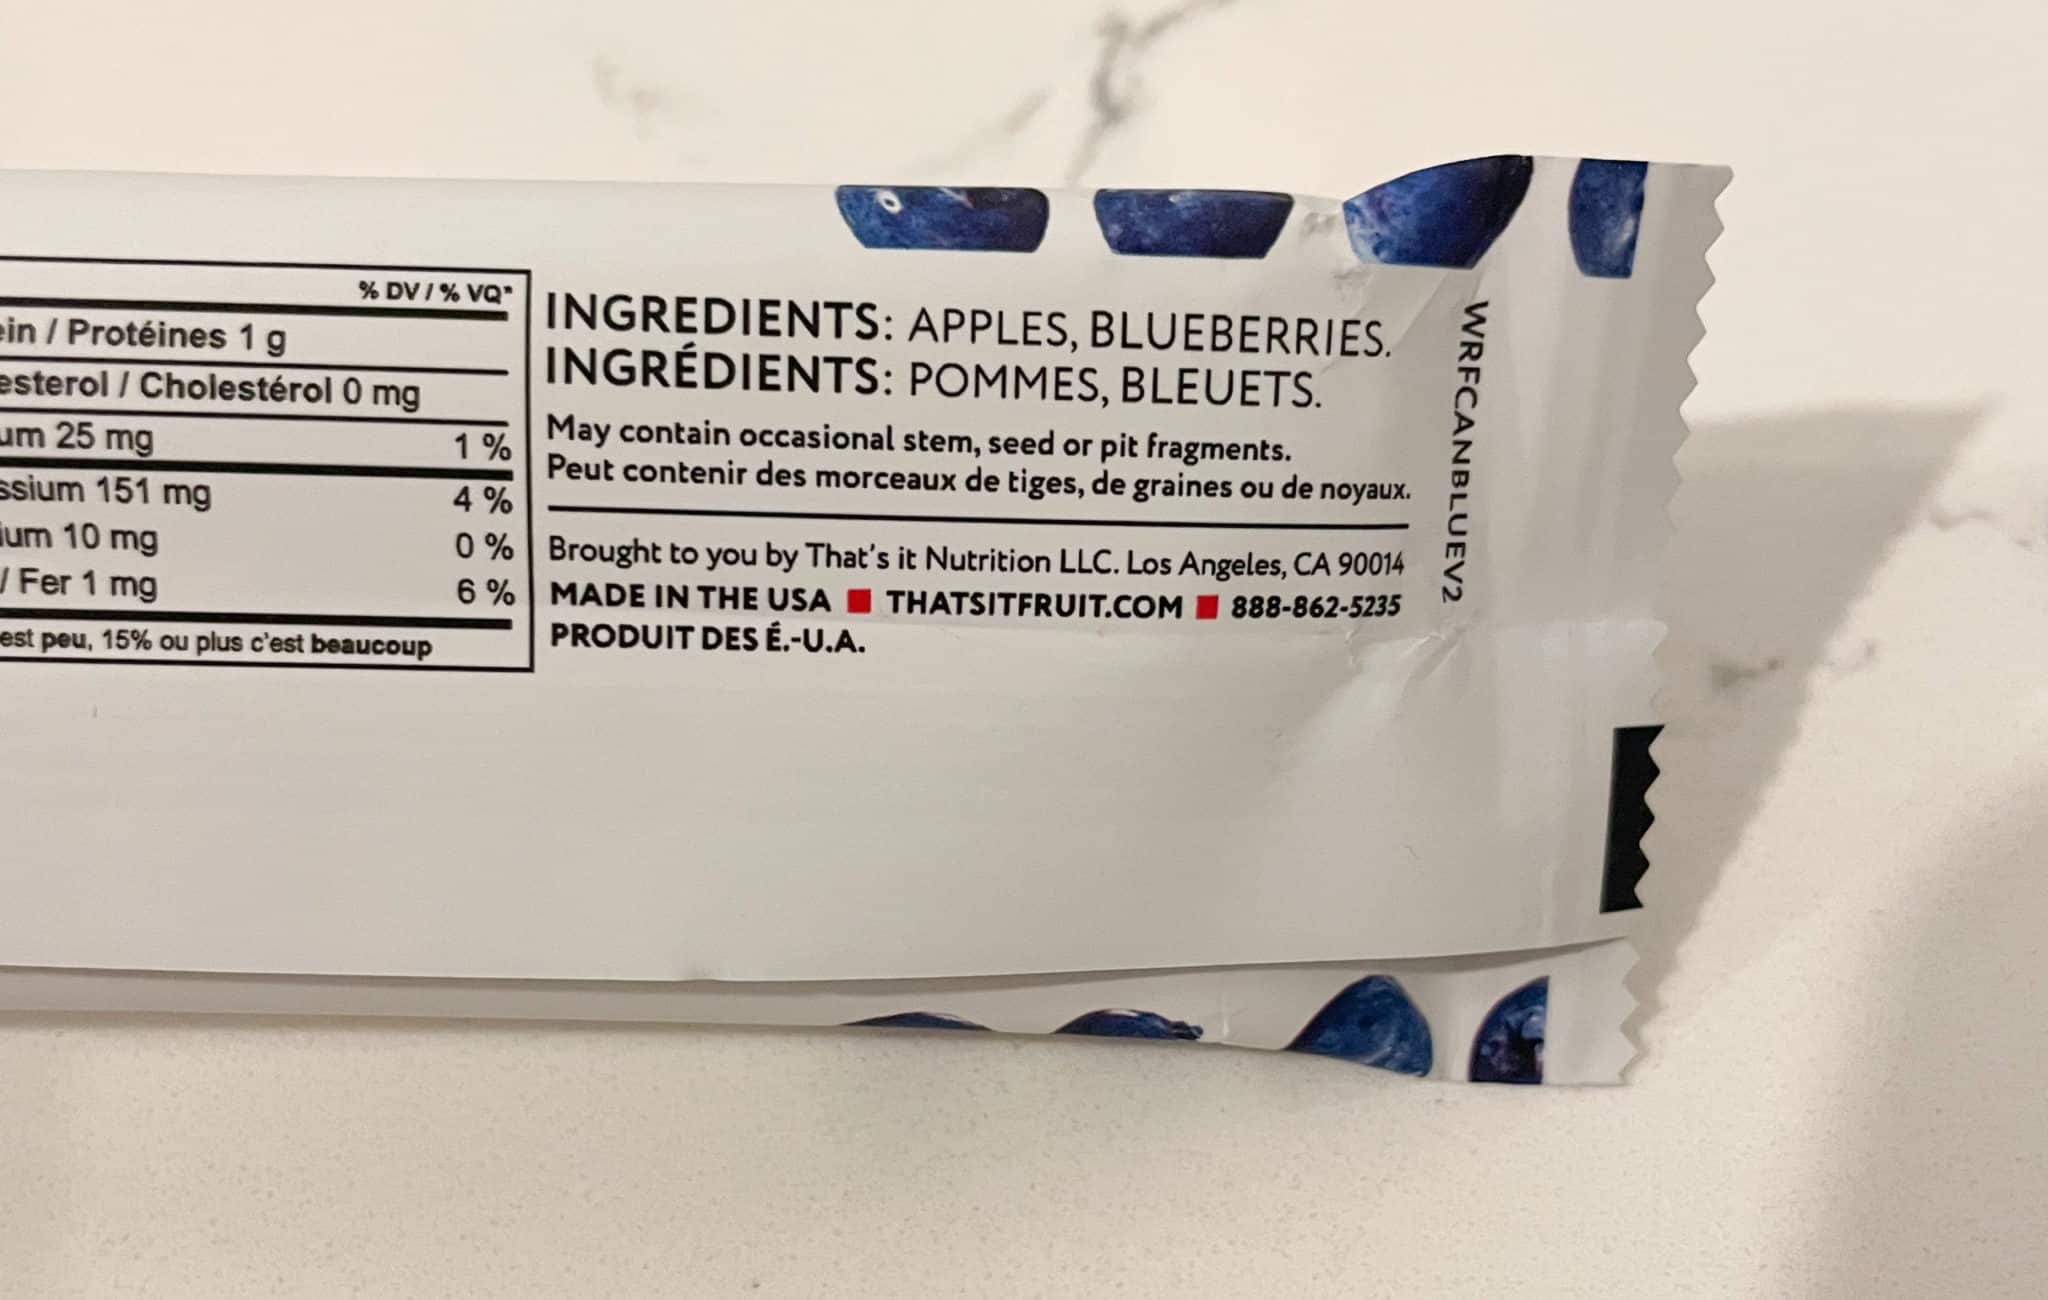 % DV / % VQ*
ein / Protéines 1 g
esterol / Cholestérol 0 mg
um 25 mg 1 %
ssium 151 mg 4 %
ium 10 mg 0 %
/ Fer 1 mg 6 %
est peu, 15% ou plus c'est beaucoup
INGREDIENTS: APPLES, BLUEBERRIES.
INGRÉDIENTS: POMMES, BLEUETS.
May contain occasional stem, seed or pit fragments.
Peut contenir des morceaux de tiges, de graines ou de noyaux.
Brought to you by That's it Nutrition LLC. Los Angeles, CA 90014
MADE IN THE USA ■ THATSITFRUIT.COM ■ 888-862-5235
PRODUIT DES É.-U.A.
WRFCANBLUEV2